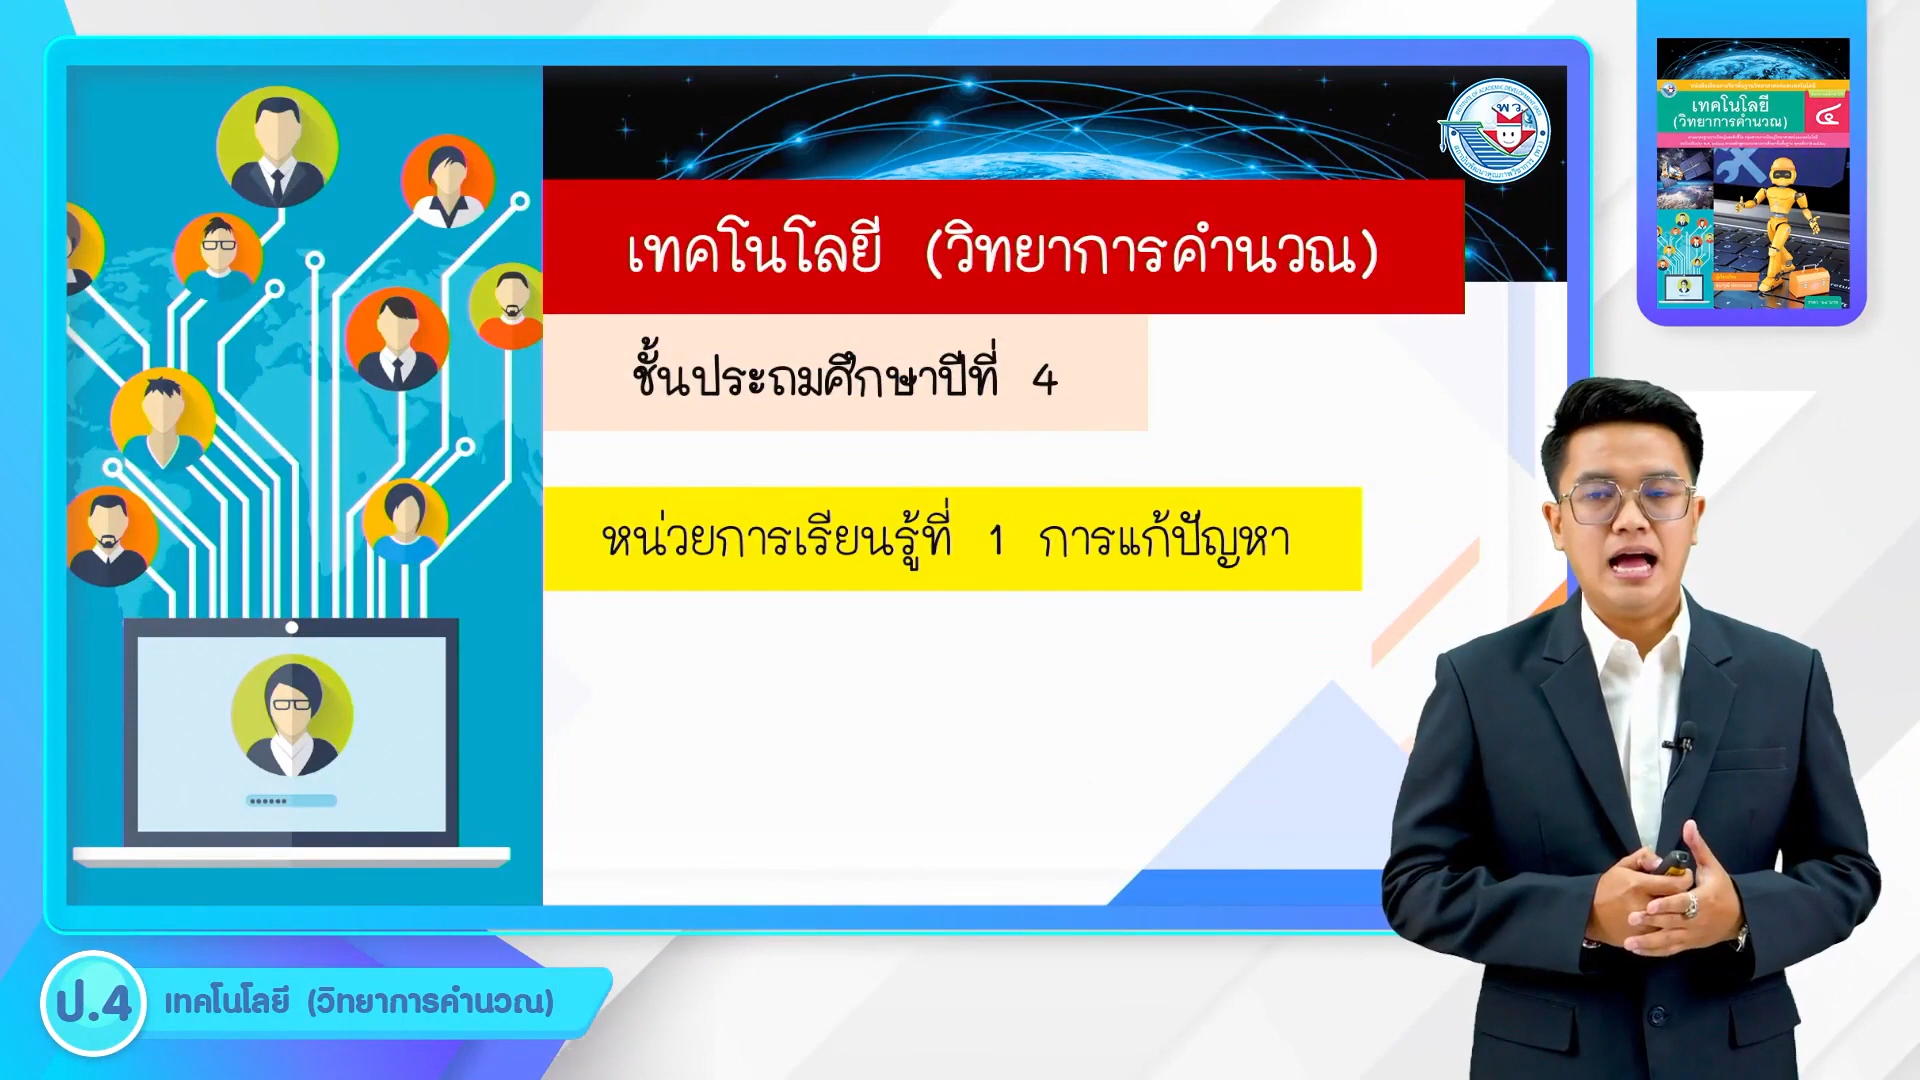 เทคโนโลยี (วิทยาการคำนวณ)
ชั้นประถมศึกษาปีที่ 4
หน่วยการเรียนรู้ที่ 1 การแก้ปัญหา
พว.
เทคโนโลยี
(วิทยาการคำนวณ)
๔
ป.4 เทคโนโลยี (วิทยาการคำนวณ)